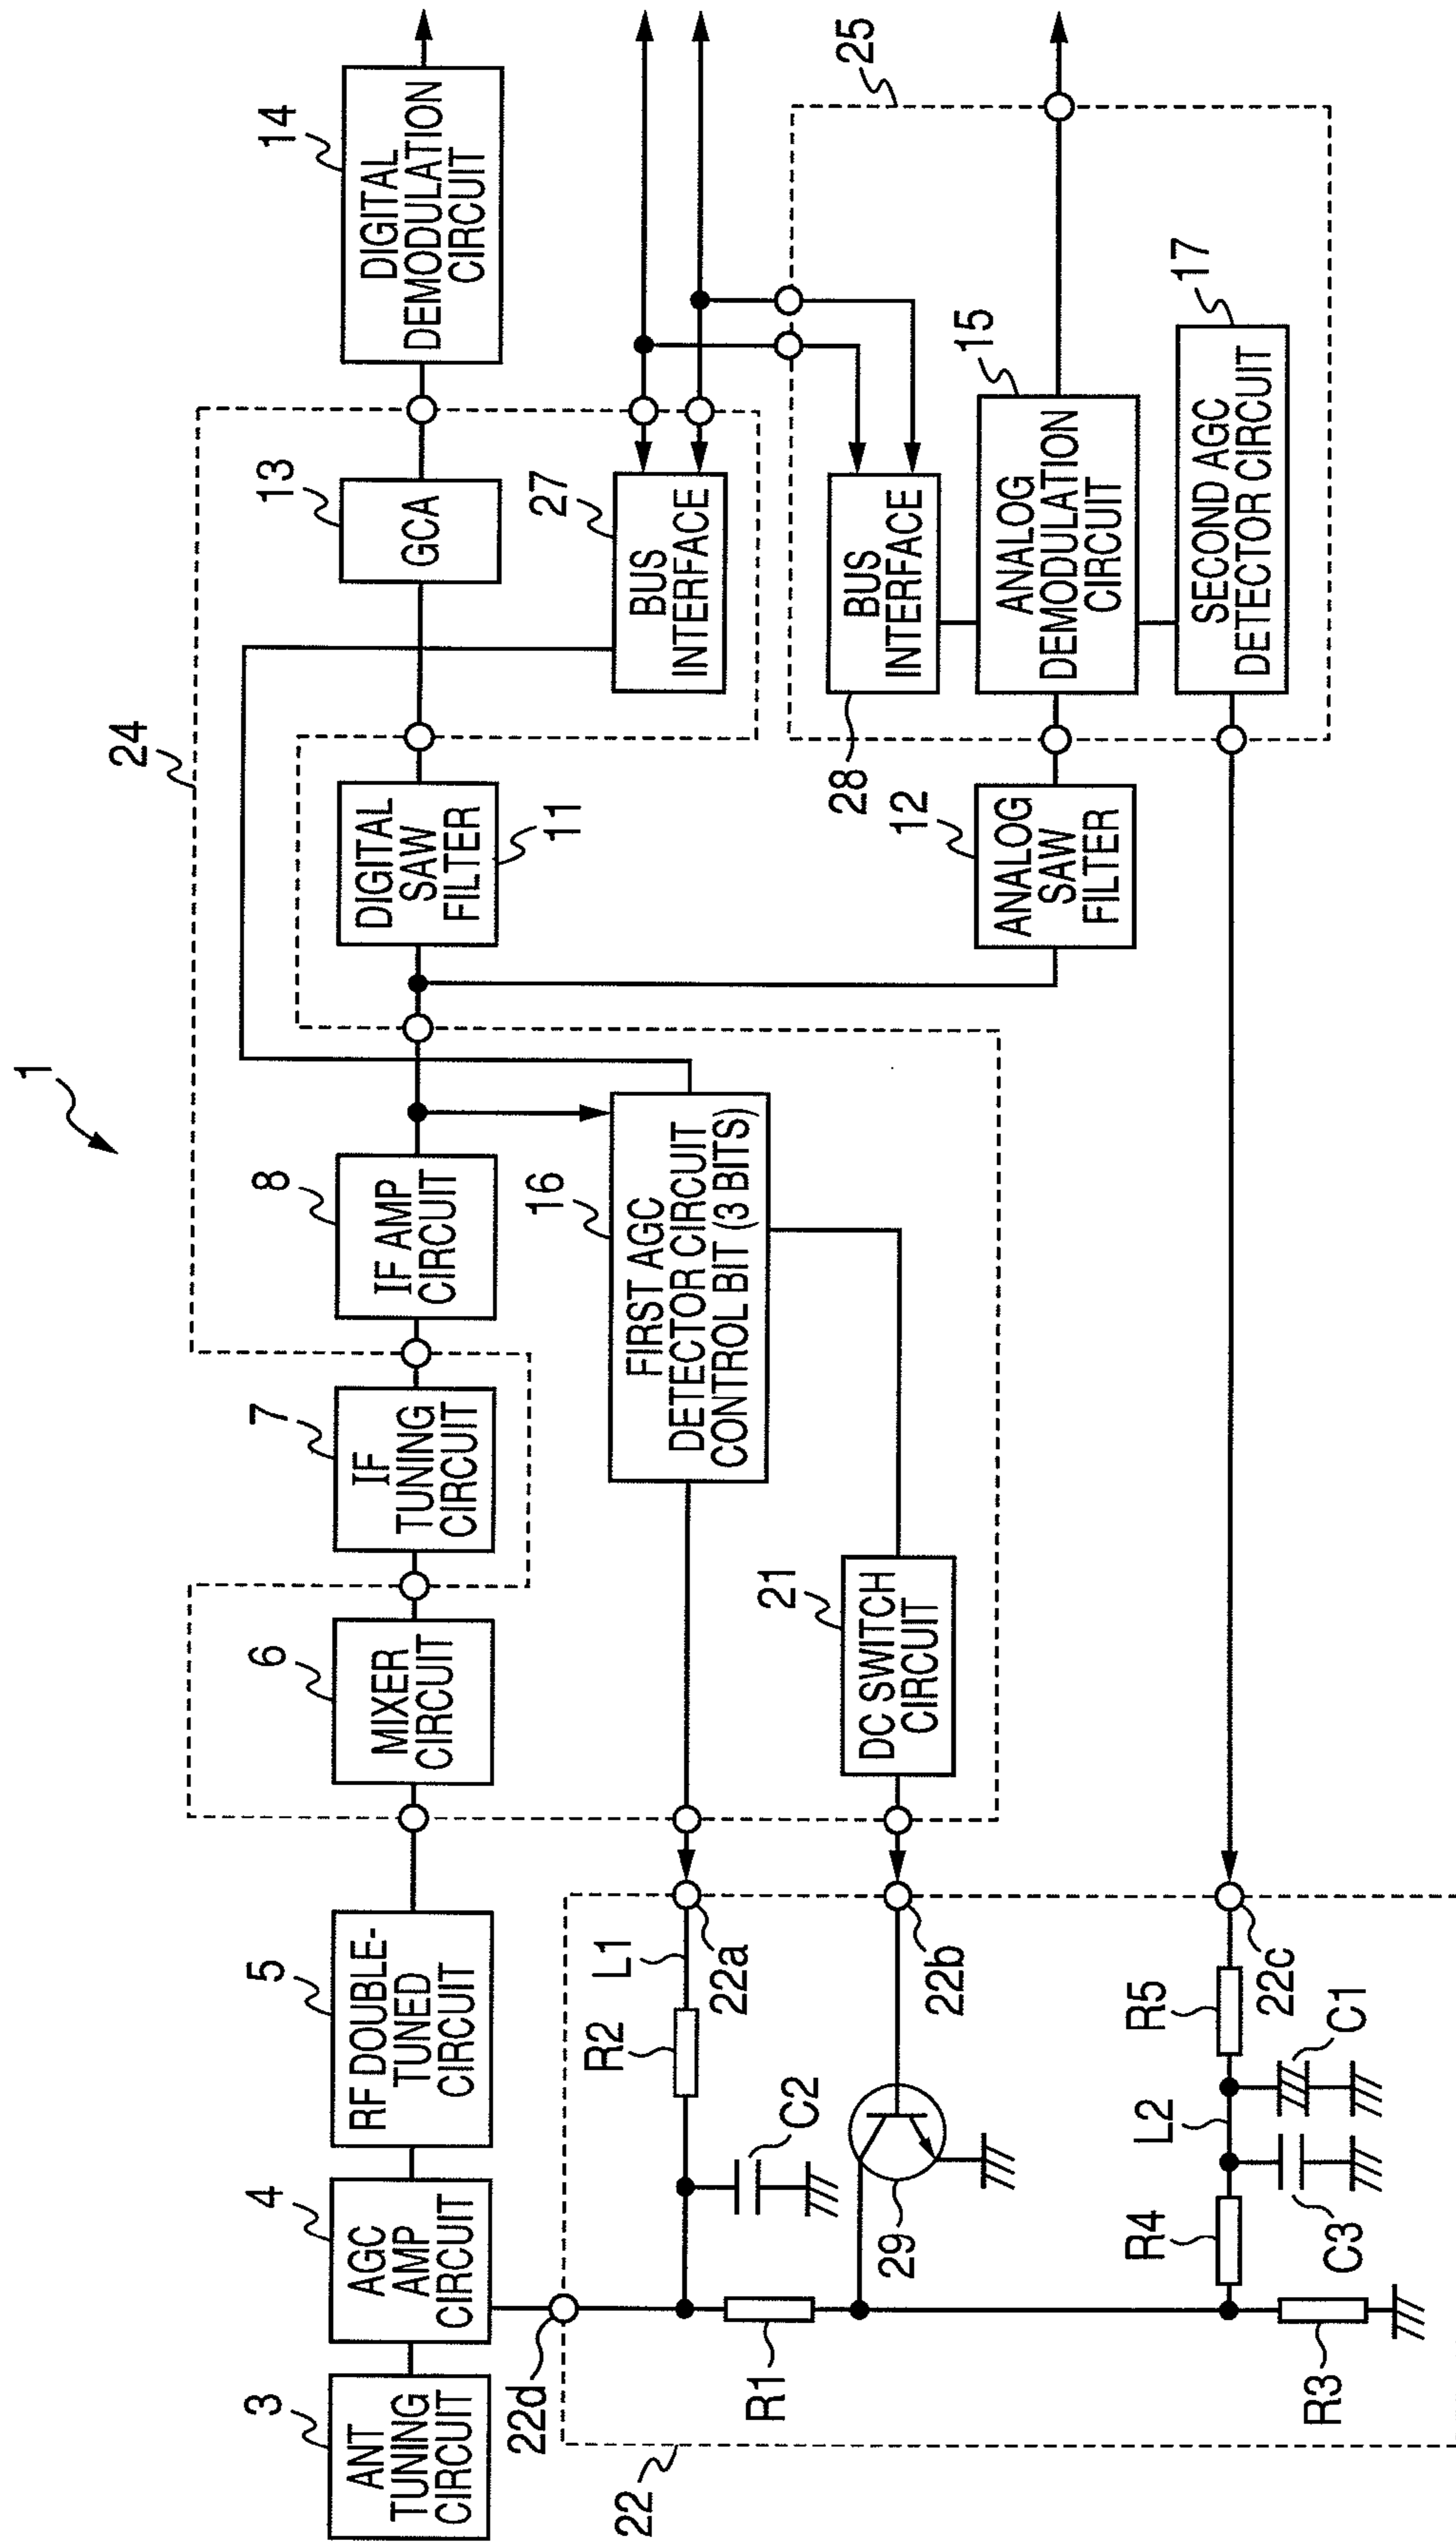 1
24
25
3
ANT
TUNING
CIRCUIT
4
AGC
AMP
CIRCUIT
5
RF DOUBLE-
TUNED
CIRCUIT
6
MIXER
CIRCUIT
7
IF
TUNING
CIRCUIT
8
IF AMP
CIRCUIT
11
DIGITAL
SAW
FILTER
13
GCA
14
DIGITAL
DEMODULATION
CIRCUIT
16
FIRST AGC
DETECTOR CIRCUIT
CONTROL BIT (3 BITS)
27
BUS
INTERFACE
21
DC SWITCH
CIRCUIT
28
BUS
INTERFACE
12
ANALOG
SAW
FILTER
15
ANALOG
DEMODULATION
CIRCUIT
17
SECOND AGC
DETECTOR CIRCUIT
22
22d
22a
22b
22c
L1
R2
C2
R1
29
L2
R4
R5
C1
C3
R3